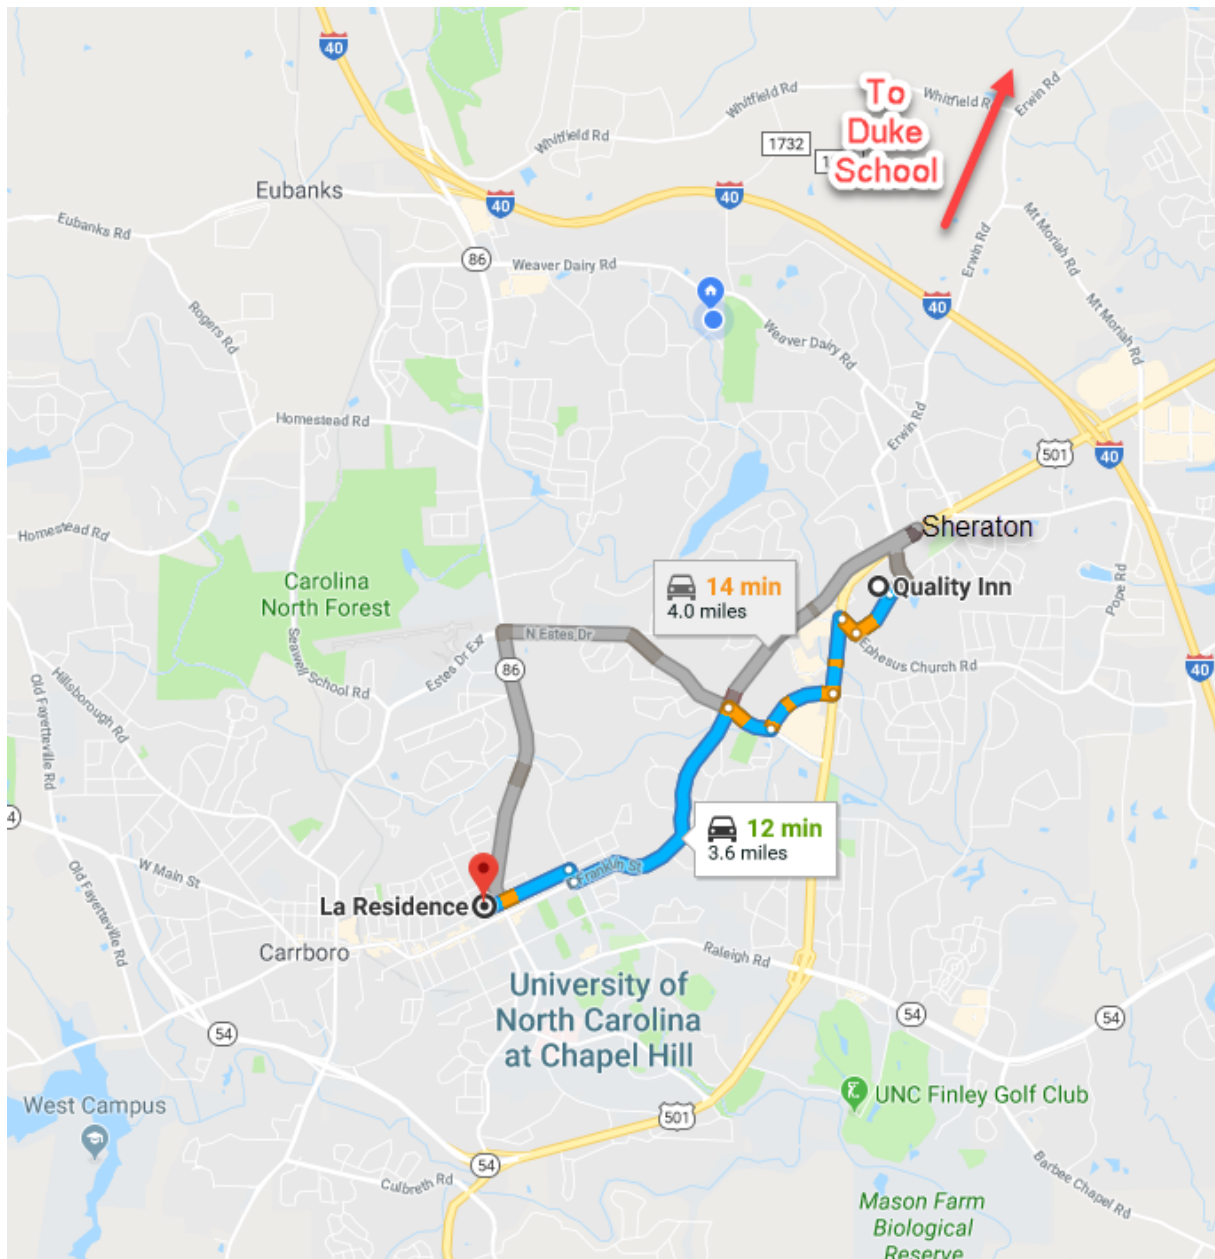 40
To
Duke
School
Whitfield Rd
Whitfield R
Erwin Rd
Whitfield Rd
1732
Eubanks
40
40
Eubanks Rd
86
Weaver Dairy Rd
Erwin Rd
Mt Moriah Rd
40
Rogers Rd
Weaver Dairy Rd
Mt Moriah Rd
Homestead Rd
Erwin Rd
501
40
Homestead Rd
Sheraton
Carolina
North Forest
14 min
4.0 miles
Quality Inn
Pope Rd
N Estes Dr
Estes Dr Ext
Ephesus Church Rd
86
40
Seawell School Rd
Hillsborough Rd
Old Fayetteville Rd
12 min
3.6 miles
4
W Main St
Franklin St
Old Fayetteville Rd
La Residence
Carrboro
Raleigh Rd
University of
North Carolina
at Chapel Hill
54
54
54
West Campus
501
UNC Finley Golf Club
54
Culbreth Rd
Barbee Chapel Rd
Mason Farm
Biological
Reserve